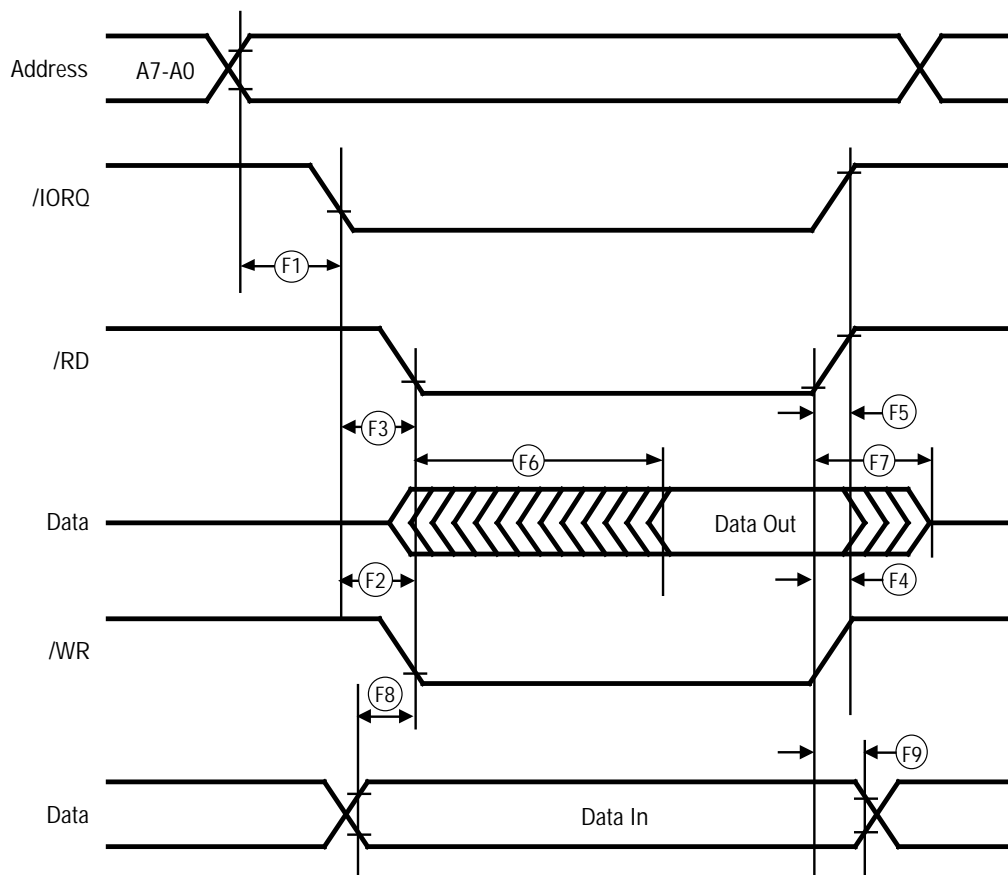 Address A7-A0
/IORQ
F1
/RD
F3 F5
F6 F7
Data Data Out
F2 F4
/WR
F8
F9
Data Data In